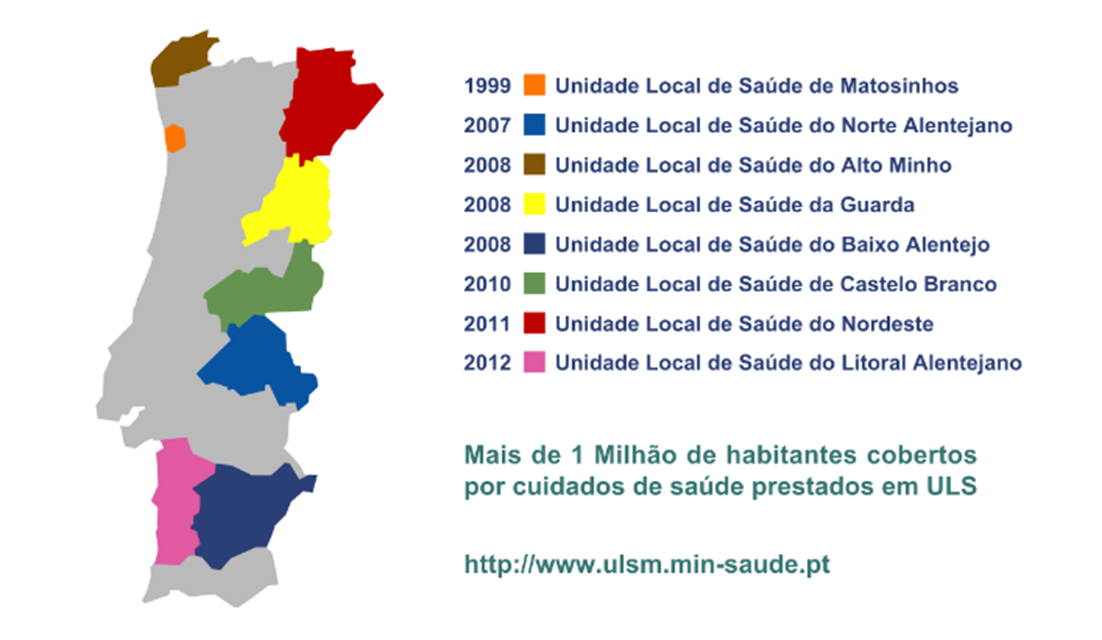 1999 Unidade Local de Saúde de Matosinhos
2007 Unidade Local de Saúde do Norte Alentejano
2008 Unidade Local de Saúde do Alto Minho
2008 Unidade Local de Saúde da Guarda
2008 Unidade Local de Saúde do Baixo Alentejo
2010 Unidade Local de Saúde de Castelo Branco
2011 Unidade Local de Saúde do Nordeste
2012 Unidade Local de Saúde do Litoral Alentejano
Mais de 1 Milhão de habitantes cobertos
por cuidados de saúde prestados em ULS
http://www.ulsm.min-saude.pt